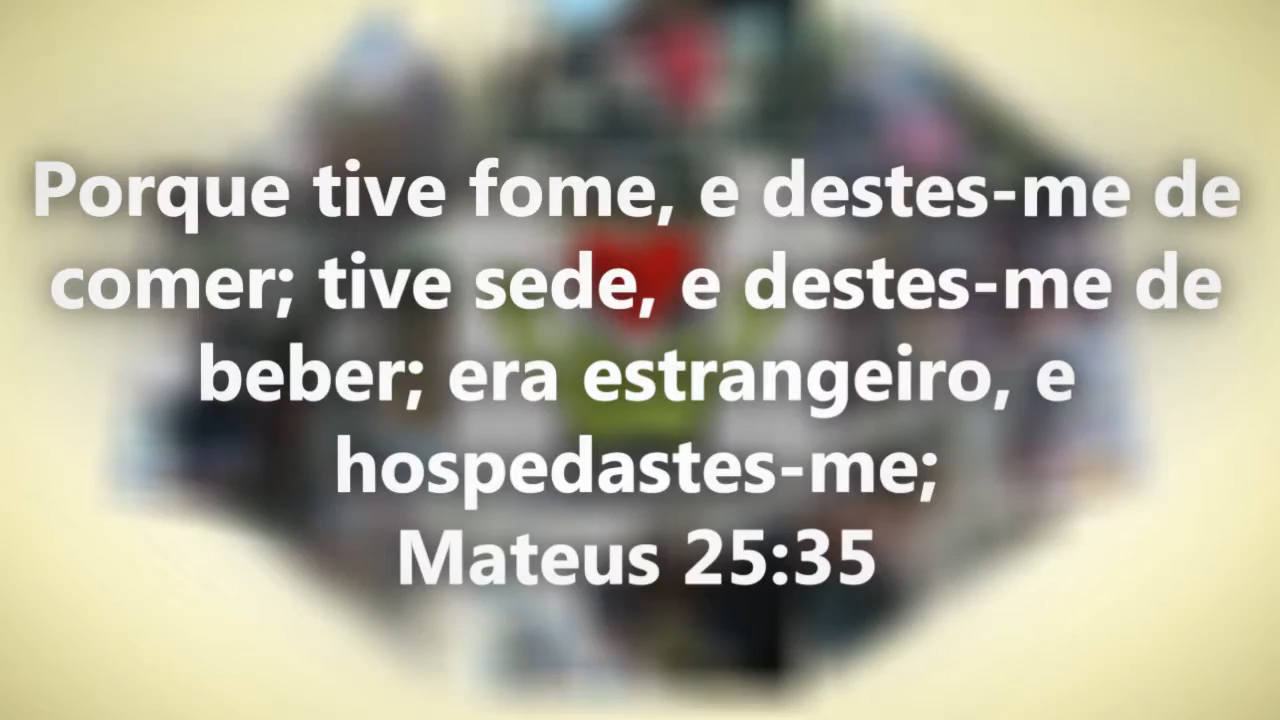 Porque tive fome, e destes-me de
comer; tive sede, e destes-me de
beber; era estrangeiro, e
hospedastes-me;
Mateus 25:35